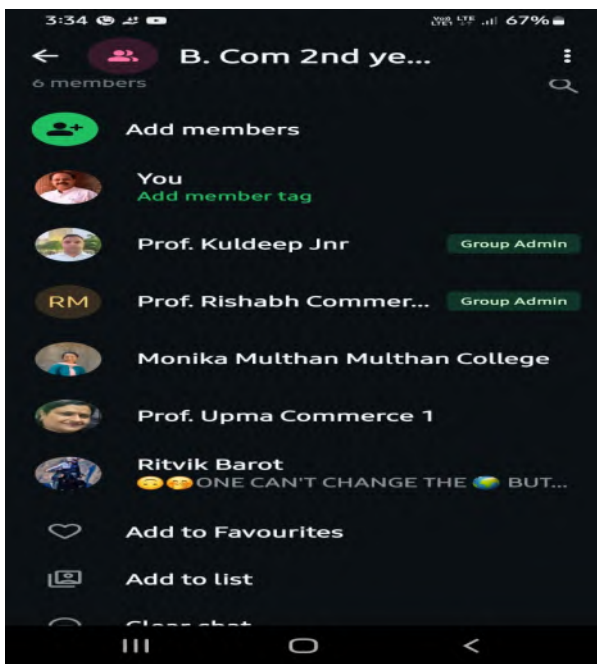 3:34 67%
B. Com 2nd ye...
6 members
Add members
You
Add member tag
Prof. Kuldeep Jnr Group Admin
RM Prof. Rishabh Commer... Group Admin
Monika Multhan Multhan College
Prof. Upma Commerce 1
Ritvik Barot
🙃🤗ONE CAN'T CHANGE THE 🌍 BUT...
Add to Favourites
Add to list
Clear chat